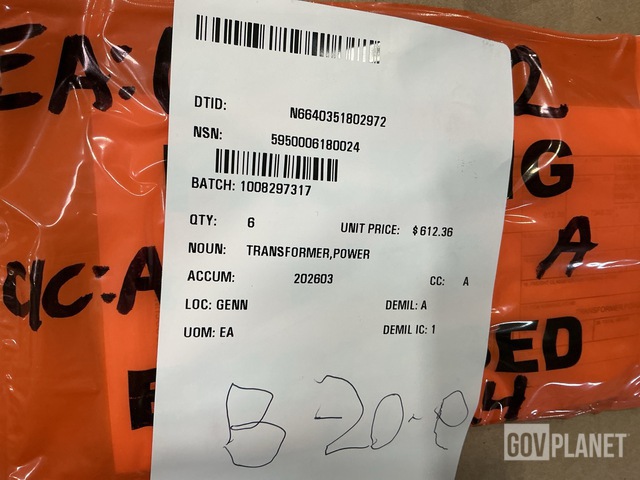 EA:
DTID: N6640351802972
NSN: 5950006180024
BATCH: 1008297317
QTY: 6 UNIT PRICE: $612.36
NOUN: TRANSFORMER,POWER
ACCUM: 202603 CC: A
LOC: GENN DEMIL: A
UOM: EA DEMIL IC: 1
B-20-P
A
GOVPLANET